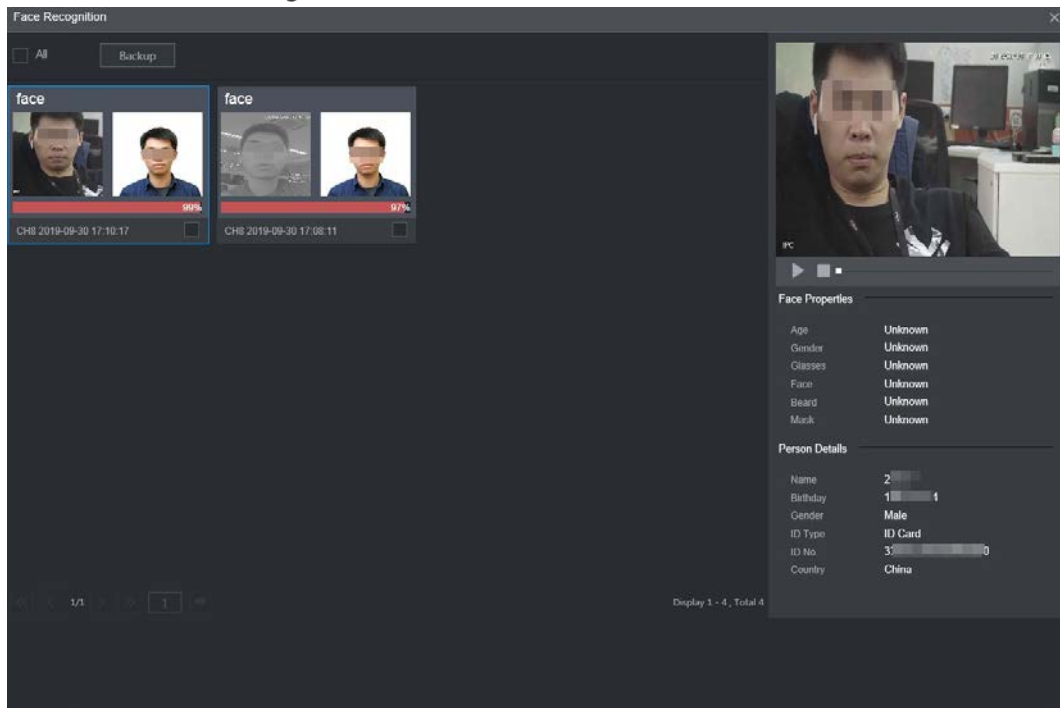 Face Recognition
All
Backup
face
face
99%
97%
CH8 2019-09-30 17:10:17
CH8 2019-09-30 17:08:11
IPC
Face Properties
Age Unknown
Gender Unknown
Glasses Unknown
Face Unknown
Beard Unknown
Mask Unknown
Person Details
Name 2
Birthday 1
Gender Male
ID Type ID Card
ID No 3
Country China
1/1
1
Display 1 - 4, Total 4